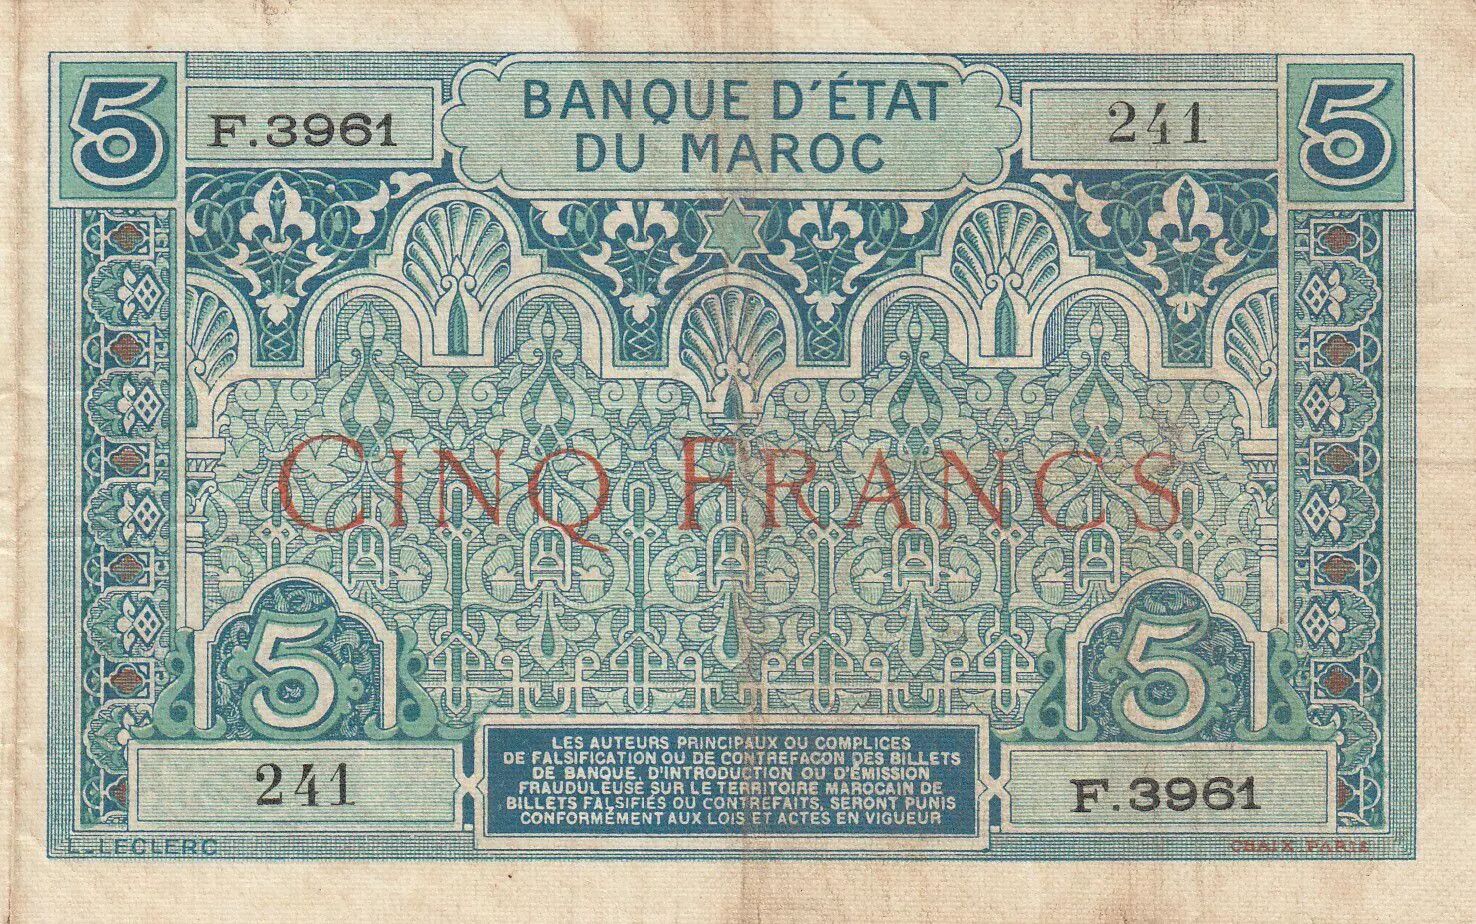 5
F.3961
BANQUE D'ÉTAT
DU MAROC
241
5
CINQ FRANCS
5
5
241
LES AUTEURS PRINCIPAUX OU COMPLICES
DE FALSIFICATION OU DE CONTREFACON DES BILLETS
DE BANQUE, D'INTRODUCTION OU D'ÉMISSION
FRAUDULEUSE SUR LE TERRITOIRE MAROCAIN DE
BILLETS FALSIFIÉS OU CONTREFAITS, SERONT PUNIS
CONFORMÉMENT AUX LOIS ET ACTES EN VIGUEUR
F.3961
L. LECLERC
CHAIX PARIS